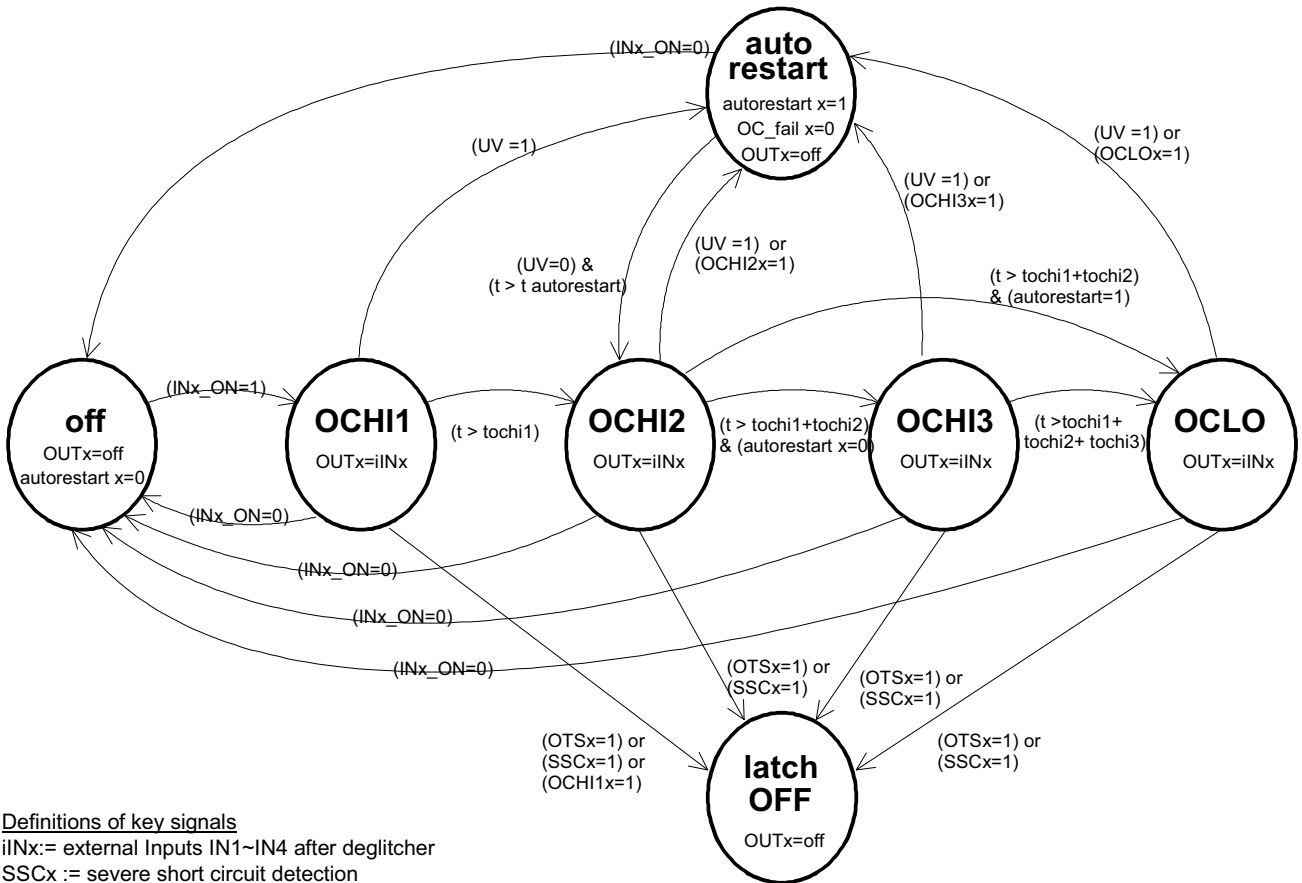 auto
restart
autorestart x=1
OC_fail x=0
OUTx=off
(INx_ON=0)
(UV =1)
(UV =1) or
(OCLOx=1)
(UV =1) or
(OCHI3x=1)
(UV =1) or
(OCHI2x=1)
(UV=0) &
(t > t autorestart)
(t > tochi1+tochi2)
& (autorestart=1)
off
OUTx=off
autorestart x=0
(INx_ON=1)
OCHI1
OUTx=iINx
(t > tochi1)
OCHI2
OUTx=iINx
(t > tochi1+tochi2)
& (autorestart x=0)
OCHI3
OUTx=iINx
(t >tochi1+
tochi2+ tochi3)
OCLO
OUTx=iINx
(INx_ON=0)
(INx_ON=0)
(INx_ON=0)
(INx_ON=0)
(OTSx=1) or
(SSCx=1) or
(OCHI1x=1)
(OTSx=1) or
(SSCx=1)
(OTSx=1) or
(SSCx=1)
(OTSx=1) or
(SSCx=1)
latch
OFF
OUTx=off
Definitions of key signals
iINx:= external Inputs IN1~IN4 after deglitcher
SSCx := severe short circuit detection